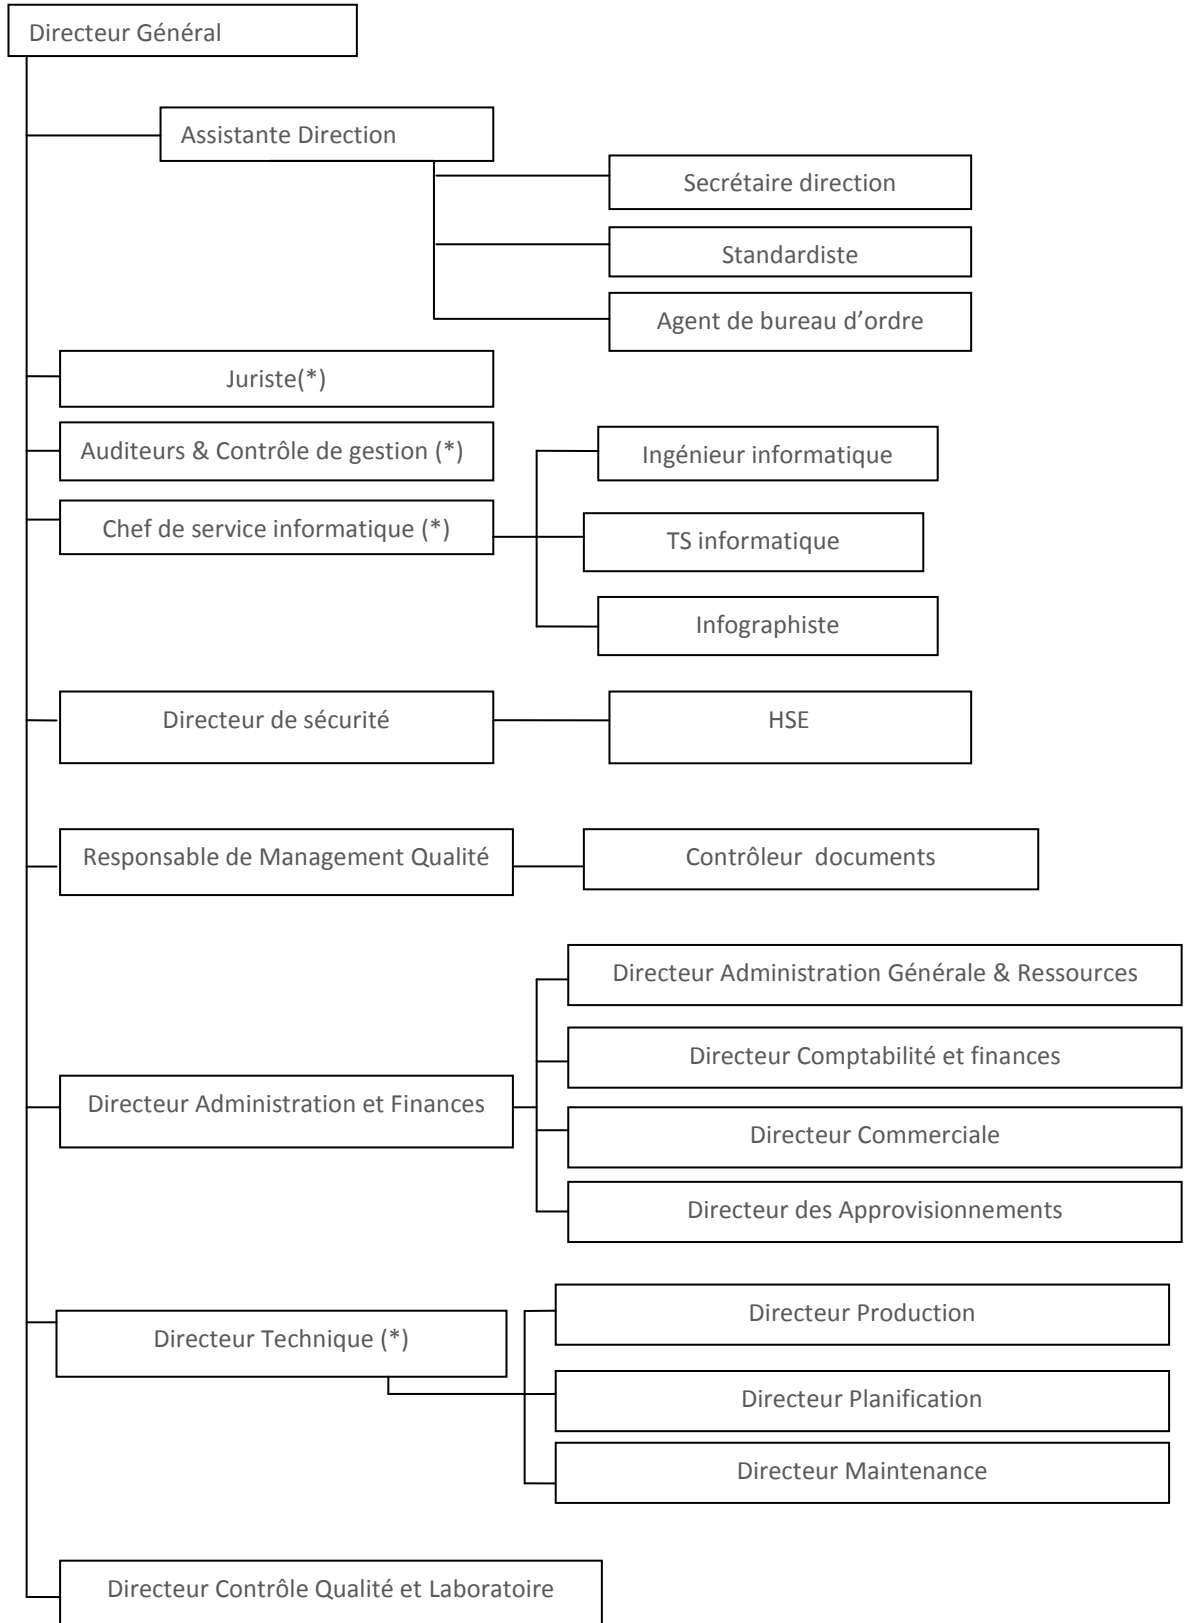 Directeur Général
Assistante Direction
Secrétaire direction
Standardiste
Agent de bureau d’ordre
Juriste(*)
Auditeurs & Contrôle de gestion (*)
Ingénieur informatique
Chef de service informatique (*)
TS informatique
Infographiste
Directeur de sécurité
HSE
Responsable de Management Qualité
Contrôleur  documents
Directeur Administration Générale & Ressources
Directeur Comptabilité et finances
Directeur Administration et Finances
Directeur Commerciale
Directeur des Approvisionnements
Directeur Production
Directeur Technique (*)
Directeur Planification
Directeur Maintenance
Directeur Contrôle Qualité et Laboratoire